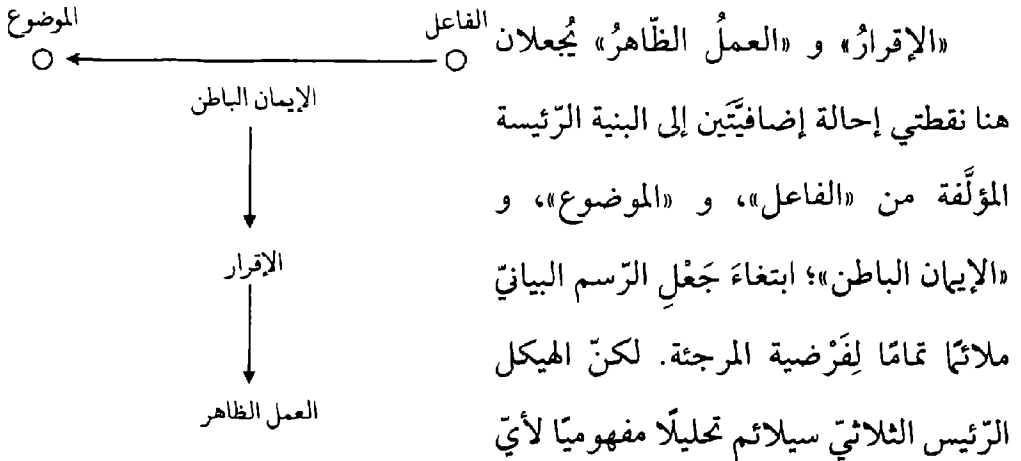 الموضوع
الفاعل
الإيمان الباطن
الإقرار
العمل الظاهر
«الإقرارُ» و «العملُ الظّاهرُ» يُجعلان
هنا نقطتي إحالة إضافيَّتَين إلى البنية الرّئيسة
المؤلَّفة من «الفاعل»، و «الموضوع»، و
«الإيمان الباطن»؛ ابتغاءَ جَعْلِ الرّسم البيانيّ
ملائمًا تمامًا لِفَرْضية المرجئة. لكنّ الهيكل
الرّئيس الثلاثيّ سيلائم تحليلًا مفهوميًا لأيّ